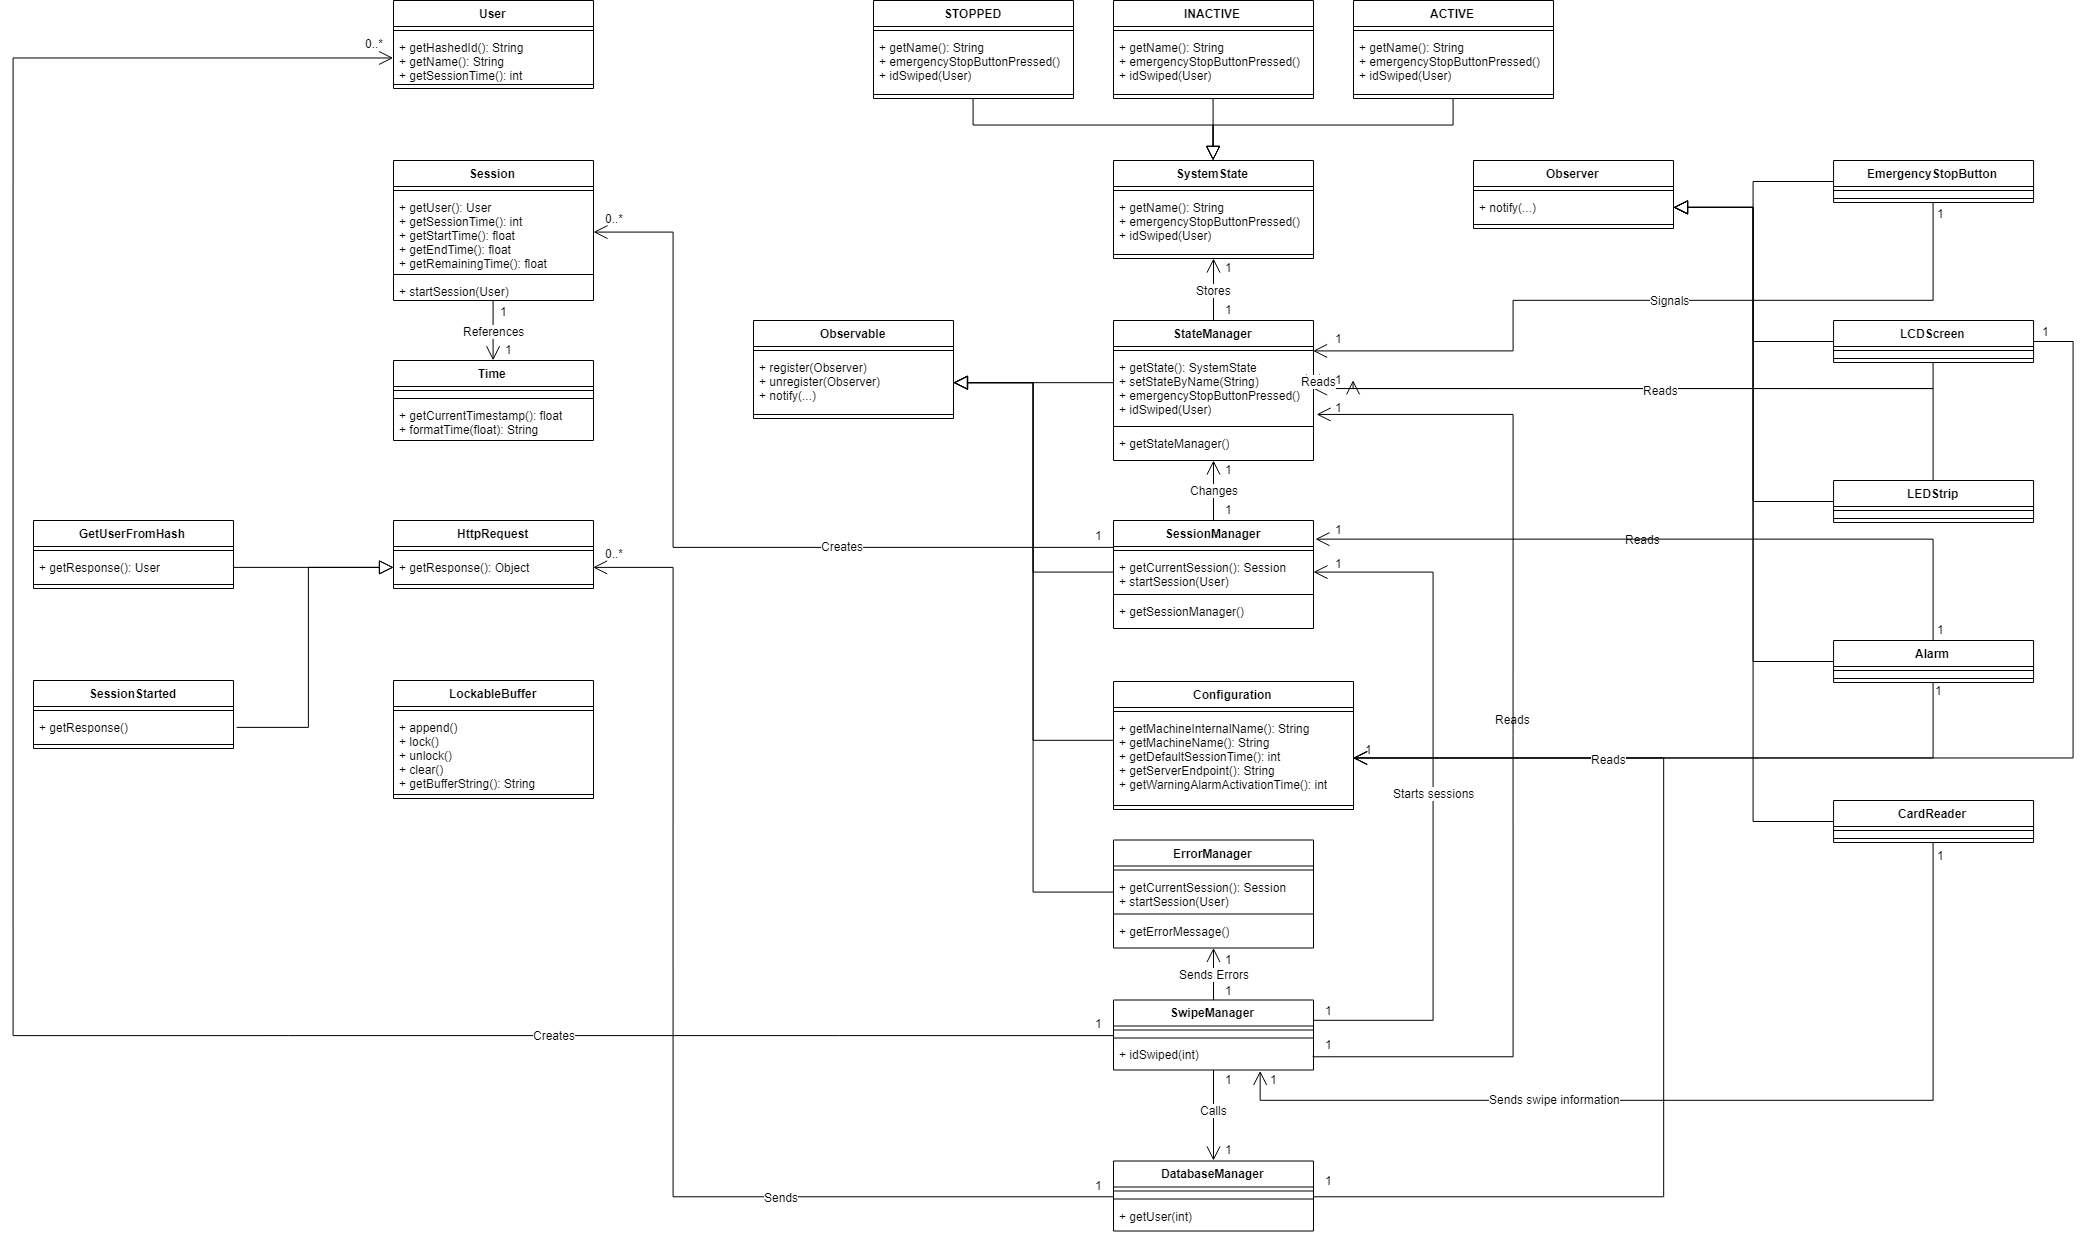 User
0..*
+ getHashedId(): String
+ getName(): String
+ getSessionTime(): int
STOPPED
+ getName(): String
+ emergencyStopButtonPressed()
+ idSwiped(User)
INACTIVE
+ getName(): String
+ emergencyStopButtonPressed()
+ idSwiped(User)
ACTIVE
+ getName(): String
+ emergencyStopButtonPressed()
+ idSwiped(User)
Session
+ getUser(): User
+ getSessionTime(): int
+ getStartTime(): float
+ getEndTime(): float
+ getRemainingTime(): float
+ startSession(User)
0..*
1
References
1
SystemState
+ getName(): String
+ emergencyStopButtonPressed()
+ idSwiped(User)
1
Stores
1
Observer
+ notify(...)
EmergencyStopButton
1
Signals
Time
+ getCurrentTimestamp(): float
+ formatTime(float): String
Observable
+ register(Observer)
+ unregister(Observer)
+ notify(...)
StateManager
+ getState(): SystemState
+ setStateByName(String)
+ emergencyStopButtonPressed()
+ idSwiped(User)
+ getStateManager()
1
Reads
1
1
Reads
LCDScreen
1
1
Changes
1
LEDStrip
GetUserFromHash
+ getResponse(): User
HttpRequest
+ getResponse(): Object
0..*
Creates
1
SessionManager
+ getCurrentSession(): Session
+ startSession(User)
+ getSessionManager()
1
1
Reads
1
Alarm
1
SessionStarted
+ getResponse()
LockableBuffer
+ append()
+ lock()
+ unlock()
+ clear()
+ getBufferString(): String
Configuration
+ getMachineInternalName(): String
+ getMachineName(): String
+ getDefaultSessionTime(): int
+ getServerEndpoint(): String
+ getWarningAlarmActivationTime(): int
1
Reads
Reads
Starts sessions
CardReader
1
ErrorManager
+ getCurrentSession(): Session
+ startSession(User)
+ getErrorMessage()
1
Sends Errors
1
SwipeManager
+ idSwiped(int)
1
Creates
1
1
1
1
Sends swipe information
Calls
1
DatabaseManager
+ getUser(int)
1
Sends
1